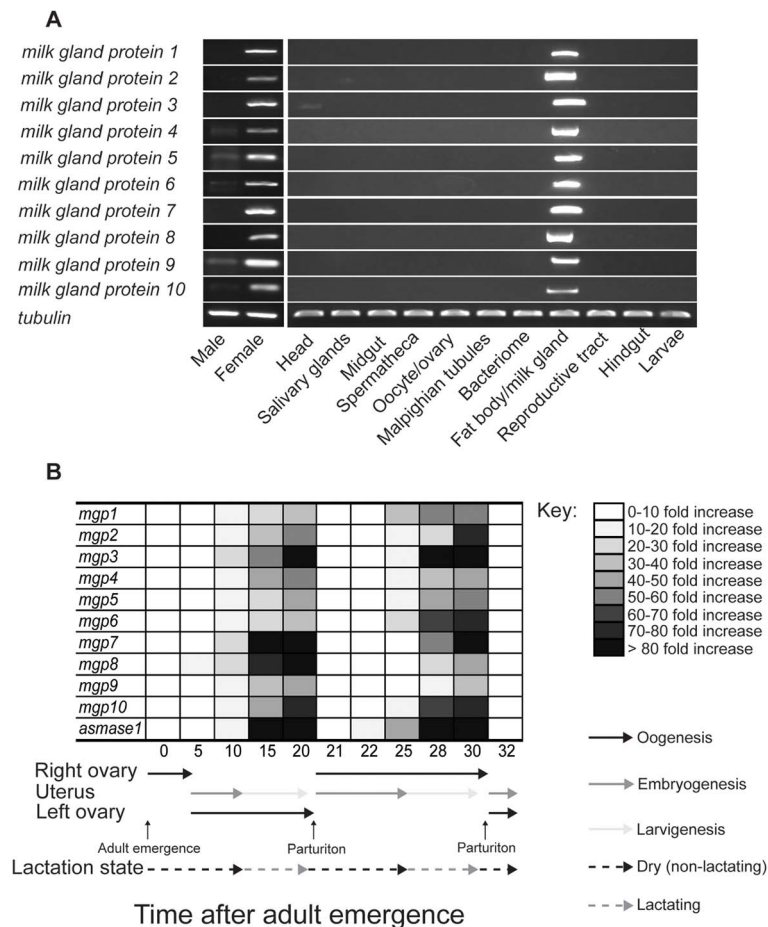 A
milk gland protein 1
milk gland protein 2
milk gland protein 3
milk gland protein 4
milk gland protein 5
milk gland protein 6
milk gland protein 7
milk gland protein 8
milk gland protein 9
milk gland protein 10
tubulin
Male
Female
Head
Salivary glands
Midgut
Spermatheca
Oocyte/ovary
Malpighian tubules
Bacteriome
Fat body/milk gland
Reproductive tract
Hindgut
Larvae
B
mgp1
mgp2
mgp3
mgp4
mgp5
mgp6
mgp7
mgp8
mgp9
mgp10
asmase1
0 5 10 15 20 21 22 25 28 30 32
Key:
0-10 fold increase
10-20 fold increase
20-30 fold increase
30-40 fold increase
40-50 fold increase
50-60 fold increase
60-70 fold increase
70-80 fold increase
> 80 fold increase
Right ovary
Uterus
Left ovary
Adult emergence
Parturiton
Parturiton
Lactation state
Oogenesis
Embryogenesis
Larvigenesis
Dry (non-lactating)
Lactating
Time after adult emergence